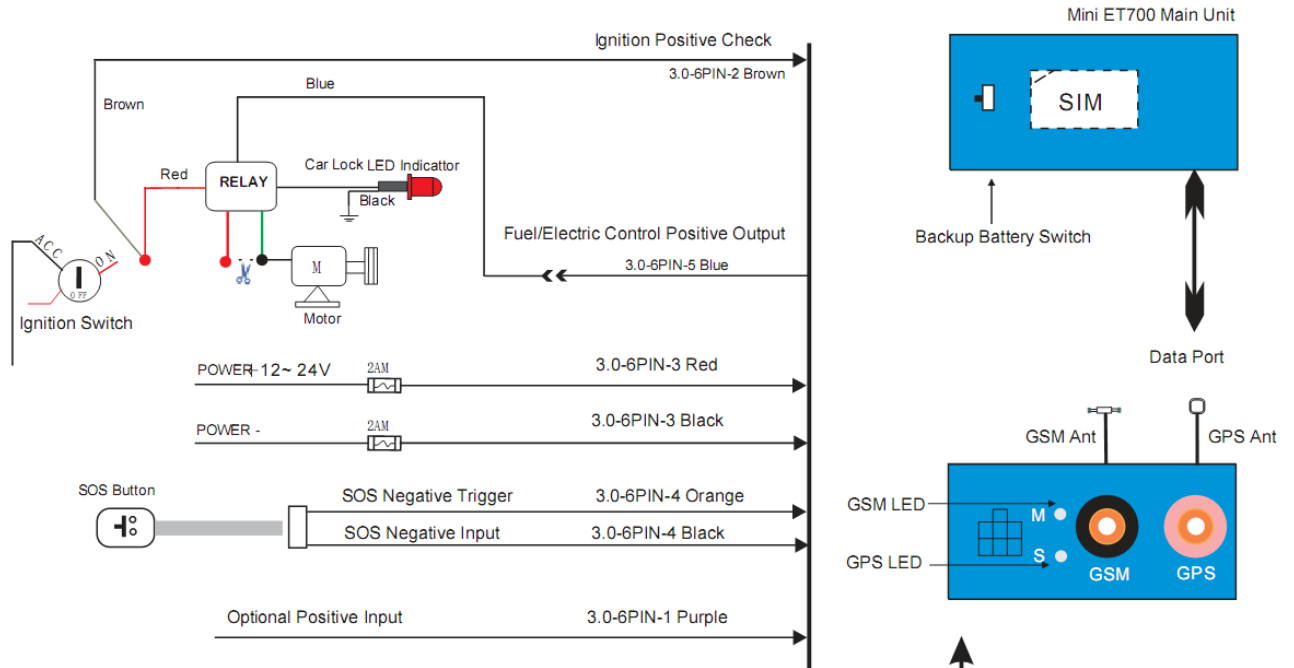 Mini ET700 Main Unit
Ignition Positive Check
3.0-6PIN-2 Brown
Blue
Brown
SIM
Red
RELAY
Car Lock LED Indicattor
Black
ACC
ON
OFF
M
Fuel/Electric Control Positive Output
3.0-6PIN-5 Blue
Backup Battery Switch
Ignition Switch
Motor
Data Port
POWER+12~ 24V
2AM
3.0-6PIN-3 Red
POWER -
2AM
3.0-6PIN-3 Black
GSM Ant
GPS Ant
SOS Button
SOS Negative Trigger
3.0-6PIN-4 Orange
SOS Negative Input
3.0-6PIN-4 Black
GSM LED
M
GPS LED
S
GSM
GPS
Optional Positive Input
3.0-6PIN-1 Purple